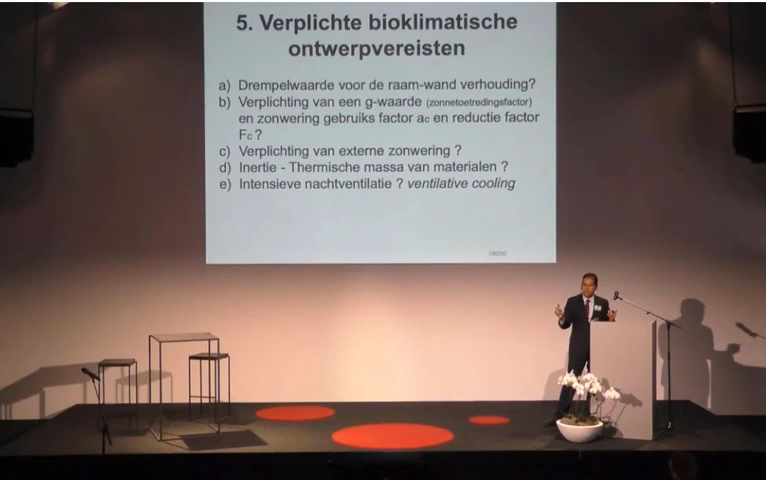 5. Verplichte bioklimatische
ontwerpvereisten
a) Drempelwaarde voor de raam-wand verhouding?
b) Verplichting van een g-waarde (zonnetoetredingsfactor)
en zonwering gebruiks factor ac en reductie factor
Fc ?
c) Verplichting van externe zonwering ?
d) Inertie - Thermische massa van materialen ?
e) Intensieve nachtventilatie ? ventilative cooling